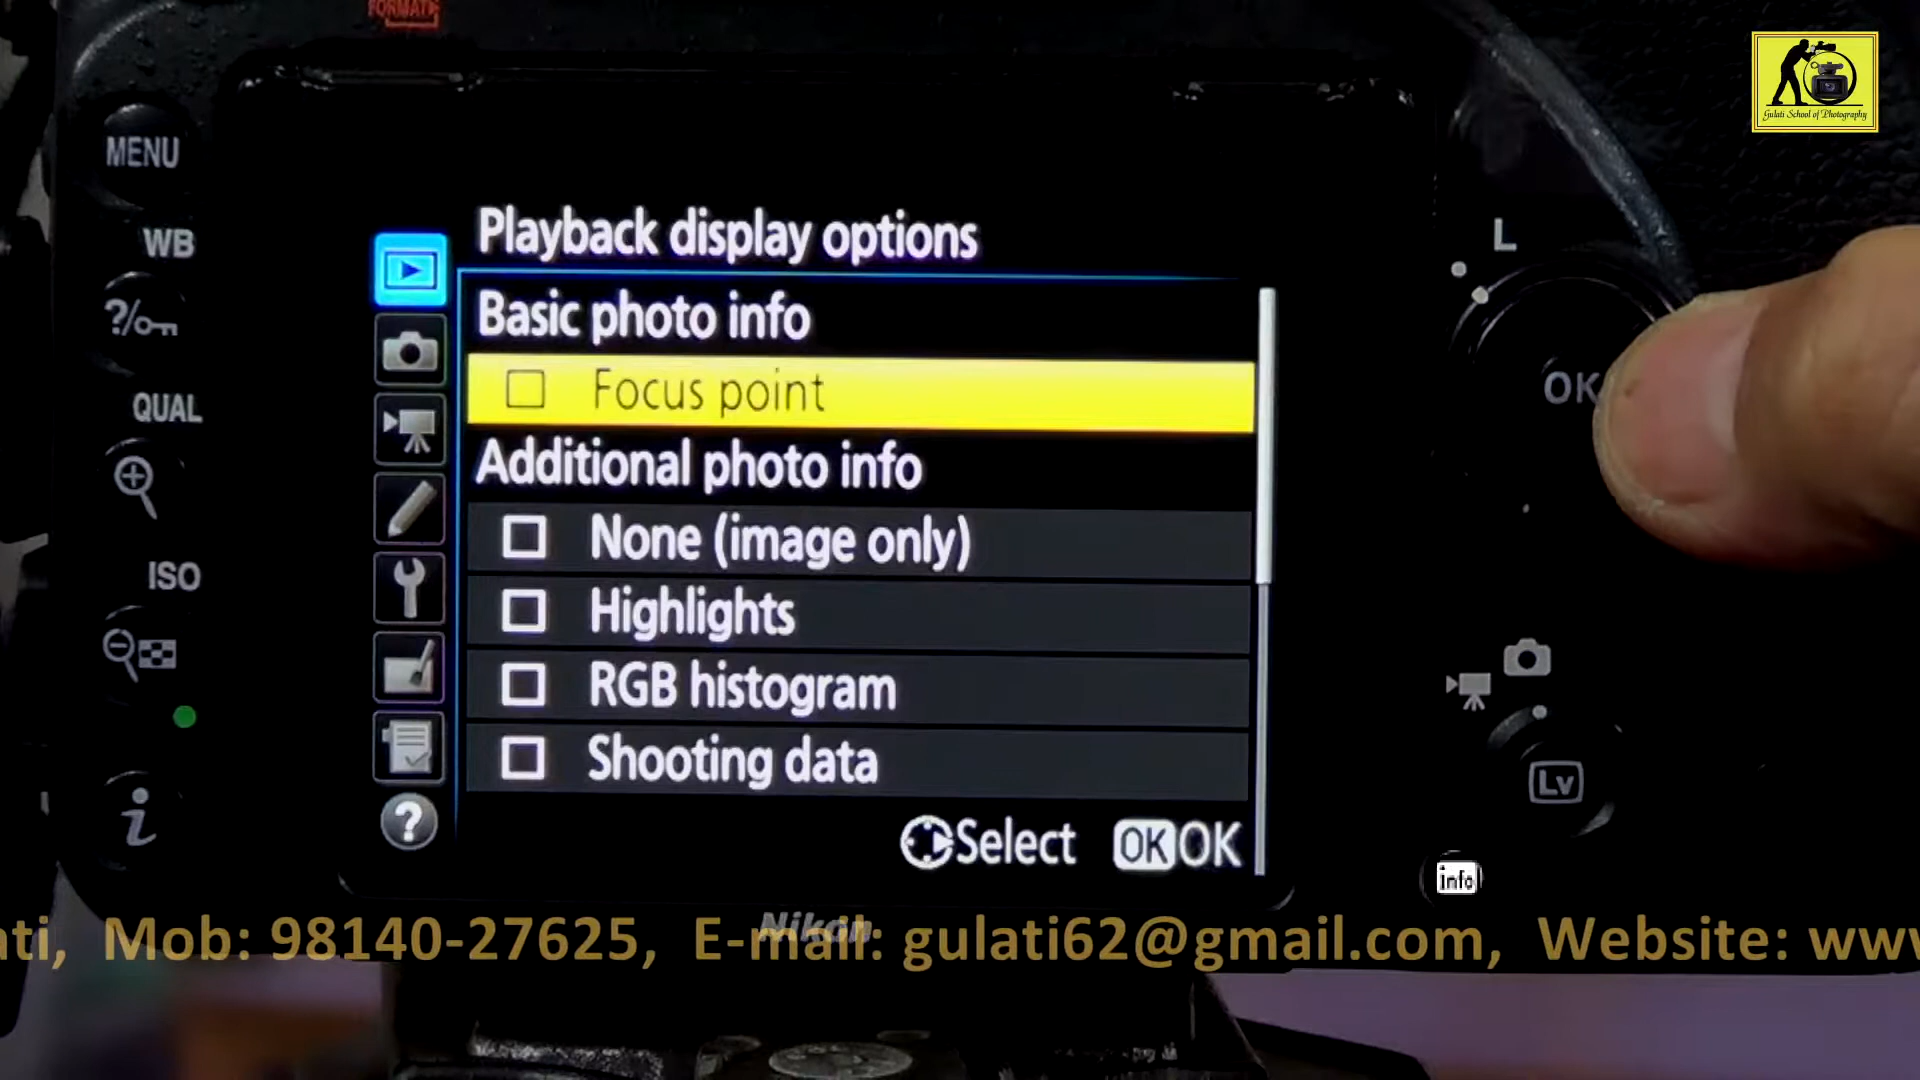 FORMAT
Gulati School of Photography
MENU
WB
L
Playback display options
Basic photo info
?/
Focus point
OK
QUAL
Additional photo info
None (image only)
ISO
Highlights
RGB histogram
Shooting data
Lv
i
?
Select OK OK
info
Nikon
ti, Mob: 98140-27625, E-mail: gulati62@gmail.com, Website: www